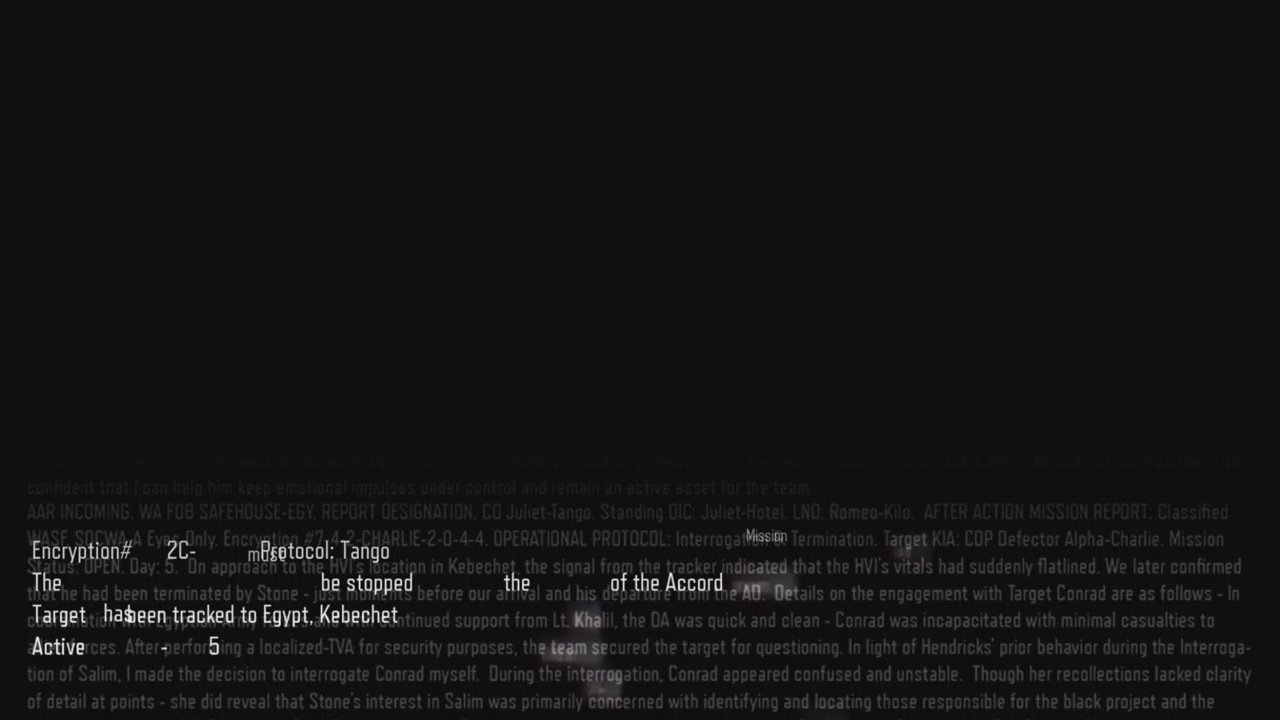 confident that I can help him keep emotional impulses under control and remain an active asset for the team
AAR INCOMING. WA FOB SAFEHOUSE-EGY. REPORT DESIGNATION. CO Juliet-Tango. Standing OIC: Juliet-Hotel. LNO: Romeo-Kilo. AFTER ACTION MISSION REPORT: Classified
Mission
WASF SOCWAA Eyes Only. Encryption #7-4-2-CHARLIE-2-0-4-4. OPERATIONAL PROTOCOL: Interrogation & Termination. Target KIA: CDP Defector Alpha-Charlie. Mission
Encryption# 2C- must Protocol: Tango
Status: OPEN. Day: 5. On approach to the HVI's location in Kebechet, the signal from the tracker indicated that the HVI's vitals had suddenly flatlined. We later confirmed
The be stopped the of the Accord
that he had been terminated by Stone - just moments before our arrival and his departure from the AO. Details on the engagement with Target Conrad are as follows - In
Target has been tracked to Egypt, Kebechet
continued support from Lt. Khalil, the DA was quick and clean - Conrad was incapacitated with minimal casualties to
Active - 5
forces. After performing a localized-TVA for security purposes, the team secured the target for questioning. In light of Hendricks' prior behavior during the Interroga-
tion of Salim, I made the decision to interrogate Conrad myself. During the interrogation, Conrad appeared confused and unstable. Though her recollections lacked clarity
of detail at points - she did reveal that Stone's interest in Salim was primarily concerned with identifying and locating those responsible for the black project and the